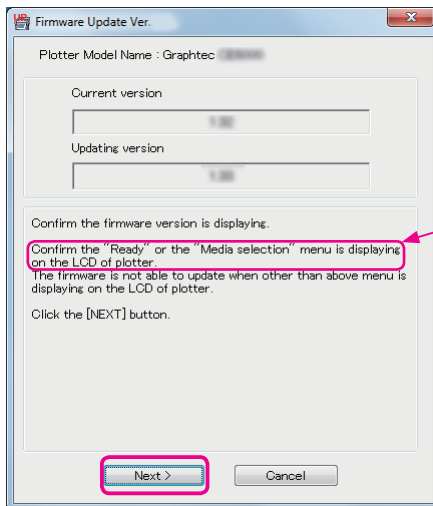 Firmware Update Ver.
Plotter Model Name : Graphtec
Current version
Updating version
Confirm the firmware version is displaying.
Confirm the "Ready" or the "Media selection" menu is displaying
on the LCD of plotter.
The firmware is not able to update when other than above menu is
displaying on the LCD of plotter.
Click the [NEXT] button.
Next >
Cancel